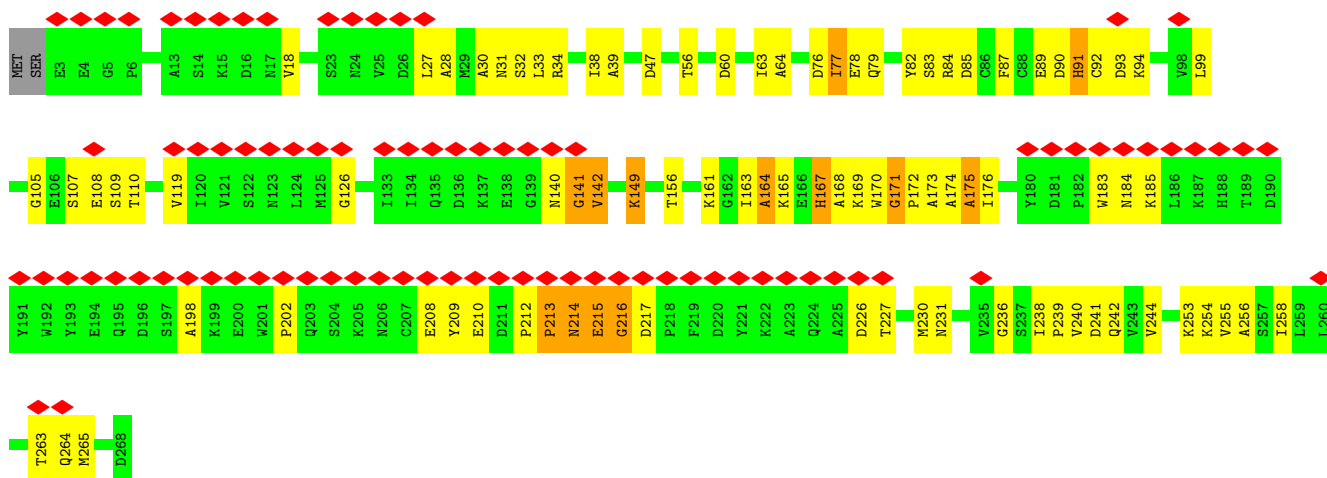 MET SER E3 E4 G5 P6 A13 S14 K15 D16 N17 V18 S23 N24 V25 D26 L27 A28 M29 A30 N31 S32 L33 R34 I38 A39 D47 T56 D60 I63 A64 D76 I77 E78 Q79 Y82 S83 R84 D85 C86 F87 C88 E89 D90 H91 C92 D93 K94 V98 L99
G105 E106 S107 E108 S109 T110 V119 I120 V121 S122 N123 L124 M125 G126 I133 I134 Q135 D136 K137 E138 G139 N140 G141 V142 K149 T156 K161 G162 I163 A164 K165 E166 H167 A168 K169 W170 G171 P172 A173 A174 A175 I176 Y180 D181 P182 W183 N184 K185 L186 K187 H188 T189 D190
Y191 W192 Y193 E194 Q195 D196 S197 A198 K199 E200 W201 P202 Q203 S204 K205 N206 C207 E208 Y209 E210 D211 P212 P213 N214 E215 G216 D217 P218 F219 D220 Y221 K222 A223 Q224 A225 D226 T227 M230 N231 V235 G236 S237 I238 P239 V240 D241 Q242 V243 V244 K253 K254 V255 A256 S257 I258 L259 L260
T263 Q264 M265 D268